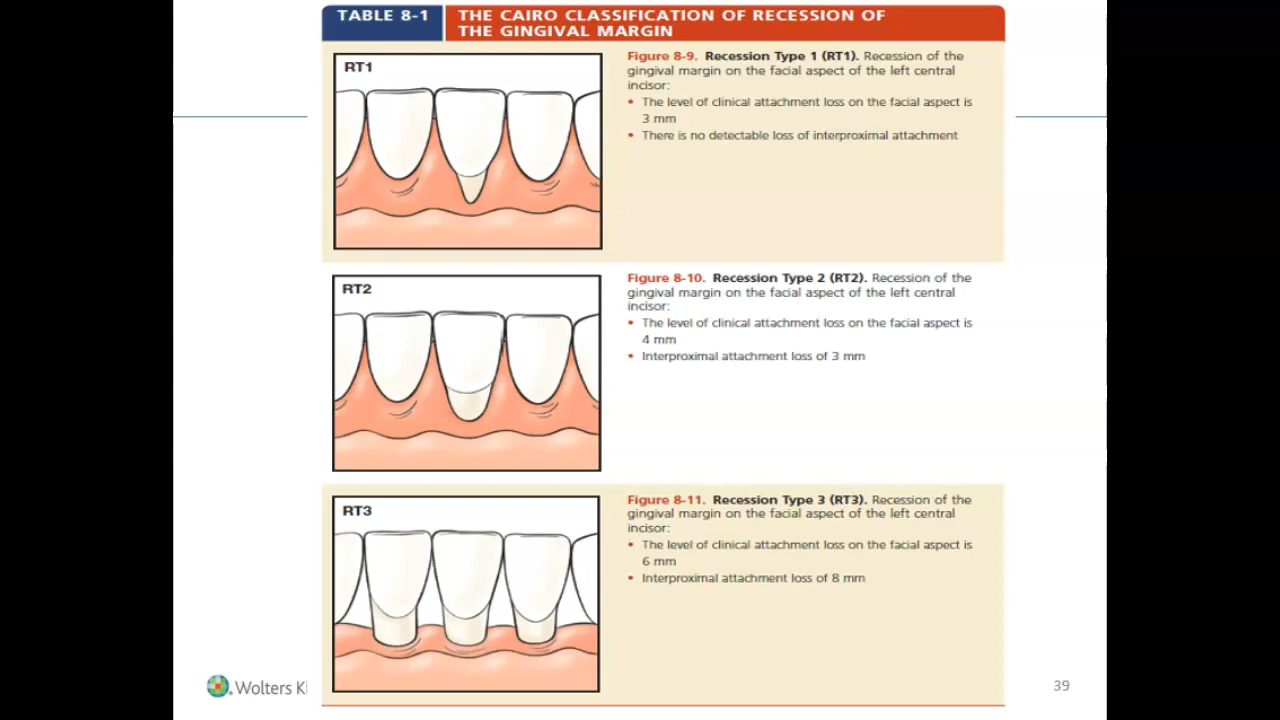 TABLE 8-1
THE CAIRO CLASSIFICATION OF RECESSION OF
THE GINGIVAL MARGIN
RT1
Figure 8-9. Recession Type 1 (RT1). Recession of the
gingival margin on the facial aspect of the left central
incisor:
• The level of clinical attachment loss on the facial aspect is
3 mm
• There is no detectable loss of interproximal attachment
RT2
Figure 8-10. Recession Type 2 (RT2). Recession of the
gingival margin on the facial aspect of the left central
incisor:
• The level of clinical attachment loss on the facial aspect is
4 mm
• Interproximal attachment loss of 3 mm
RT3
Figure 8-11. Recession Type 3 (RT3). Recession of the
gingival margin on the facial aspect of the left central
incisor:
• The level of clinical attachment loss on the facial aspect is
6 mm
• Interproximal attachment loss of 8 mm
Wolters Kl
39